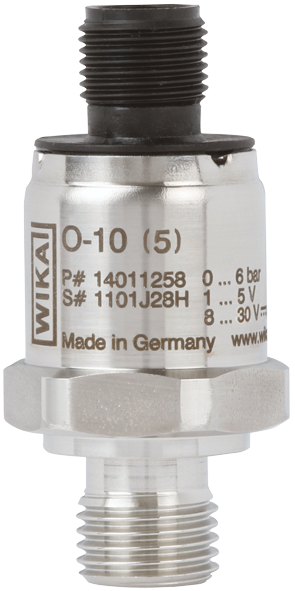 WIKA
O-10 (5)
P# 14011258 0 ... 6 bar
S# 1101J28H 1 ... 5 V
8 ... 30 V⎓
Made in Germany